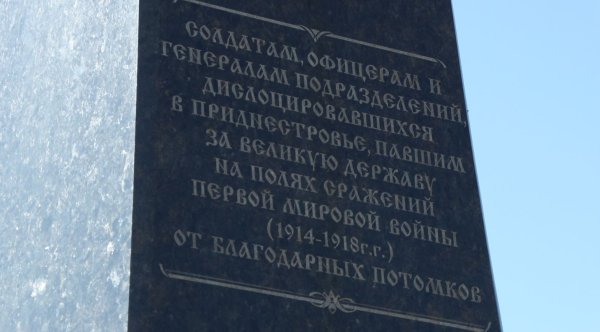 СОЛДАТАМ, ОФИЦЕРАМ И
ГЕНЕРАЛАМ ПОДРАЗДЕЛЕНИЙ,
ДИСЛОЦИРОВАВШИХСЯ
В ПРИДНЕСТРОВЬЕ, ПАВШИМ
ЗА ВЕЛИКУЮ ДЕРЖАВУ
НА ПОЛЯХ СРАЖЕНИЙ
ПЕРВОЙ МИРОВОЙ ВОЙНЫ
(1914-1918г.г.)
ОТ БЛАГОДАРНЫХ ПОТОМКОВ